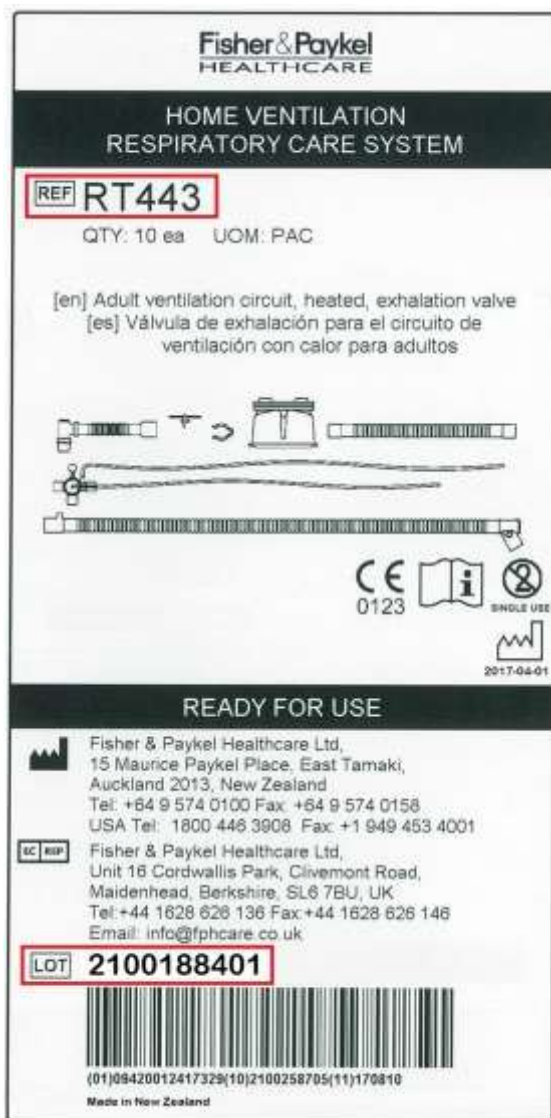 Fisher&Paykel
HEALTHCARE
HOME VENTILATION
RESPIRATORY CARE SYSTEM
REF RT443
QTY: 10 ea UOM: PAC
[en] Adult ventilation circuit, heated, exhalation valve
[es] Válvula de exhalación para el circuito de
ventilación con calor para adultos
CE
0123
i
2
SINGLE USE
2017-04-01
READY FOR USE
Fisher & Paykel Healthcare Ltd,
15 Maurice Paykel Place, East Tamaki,
Auckland 2013, New Zealand
Tel: +64 9 574 0100 Fax: +64 9 574 0158
USA Tel: 1800 446 3908 Fax: +1 949 453 4001
EC REP
Fisher & Paykel Healthcare Ltd,
Unit 16 Cordwallis Park, Clivemont Road,
Maidenhead, Berkshire, SL6 7BU, UK
Tel:+44 1628 626 136 Fax:+44 1628 626 146
Email: info@fphcare.co.uk
LOT 2100188401
(01)09420012417329(10)2100258705(11)170810
Made in New Zealand